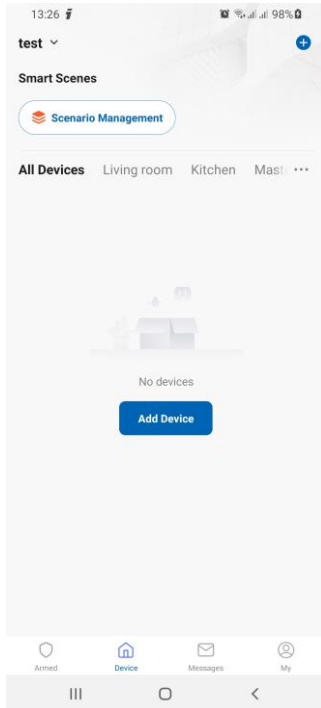 13:26 98%
test
Smart Scenes
Scenario Management
All Devices Living room Kitchen Mast ...
No devices
Add Device
Armed Device Messages My